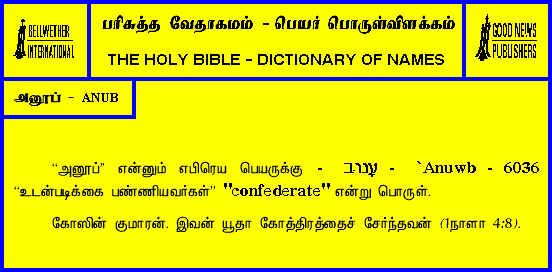 BELLWETHER
INTERNATIONAL
பரிசுத்த வேதாகமம் - பெயர் பொருள்விளக்கம்
THE HOLY BIBLE - DICTIONARY OF NAMES
GOOD NEWS
PUBLISHERS
அனூப் - ANUB
“அனூப்” என்னும் எபிரெய பெயருக்கு - עָנוּב - `Anuwb - 6036
“உடன்படிக்கை பண்ணியவர்கள்” "confederate" என்று பொருள்.
கோஸின் குமாரன். இவன் யூதா கோத்திரத்தைச் சேர்ந்தவன் (1நாளா 4:8).